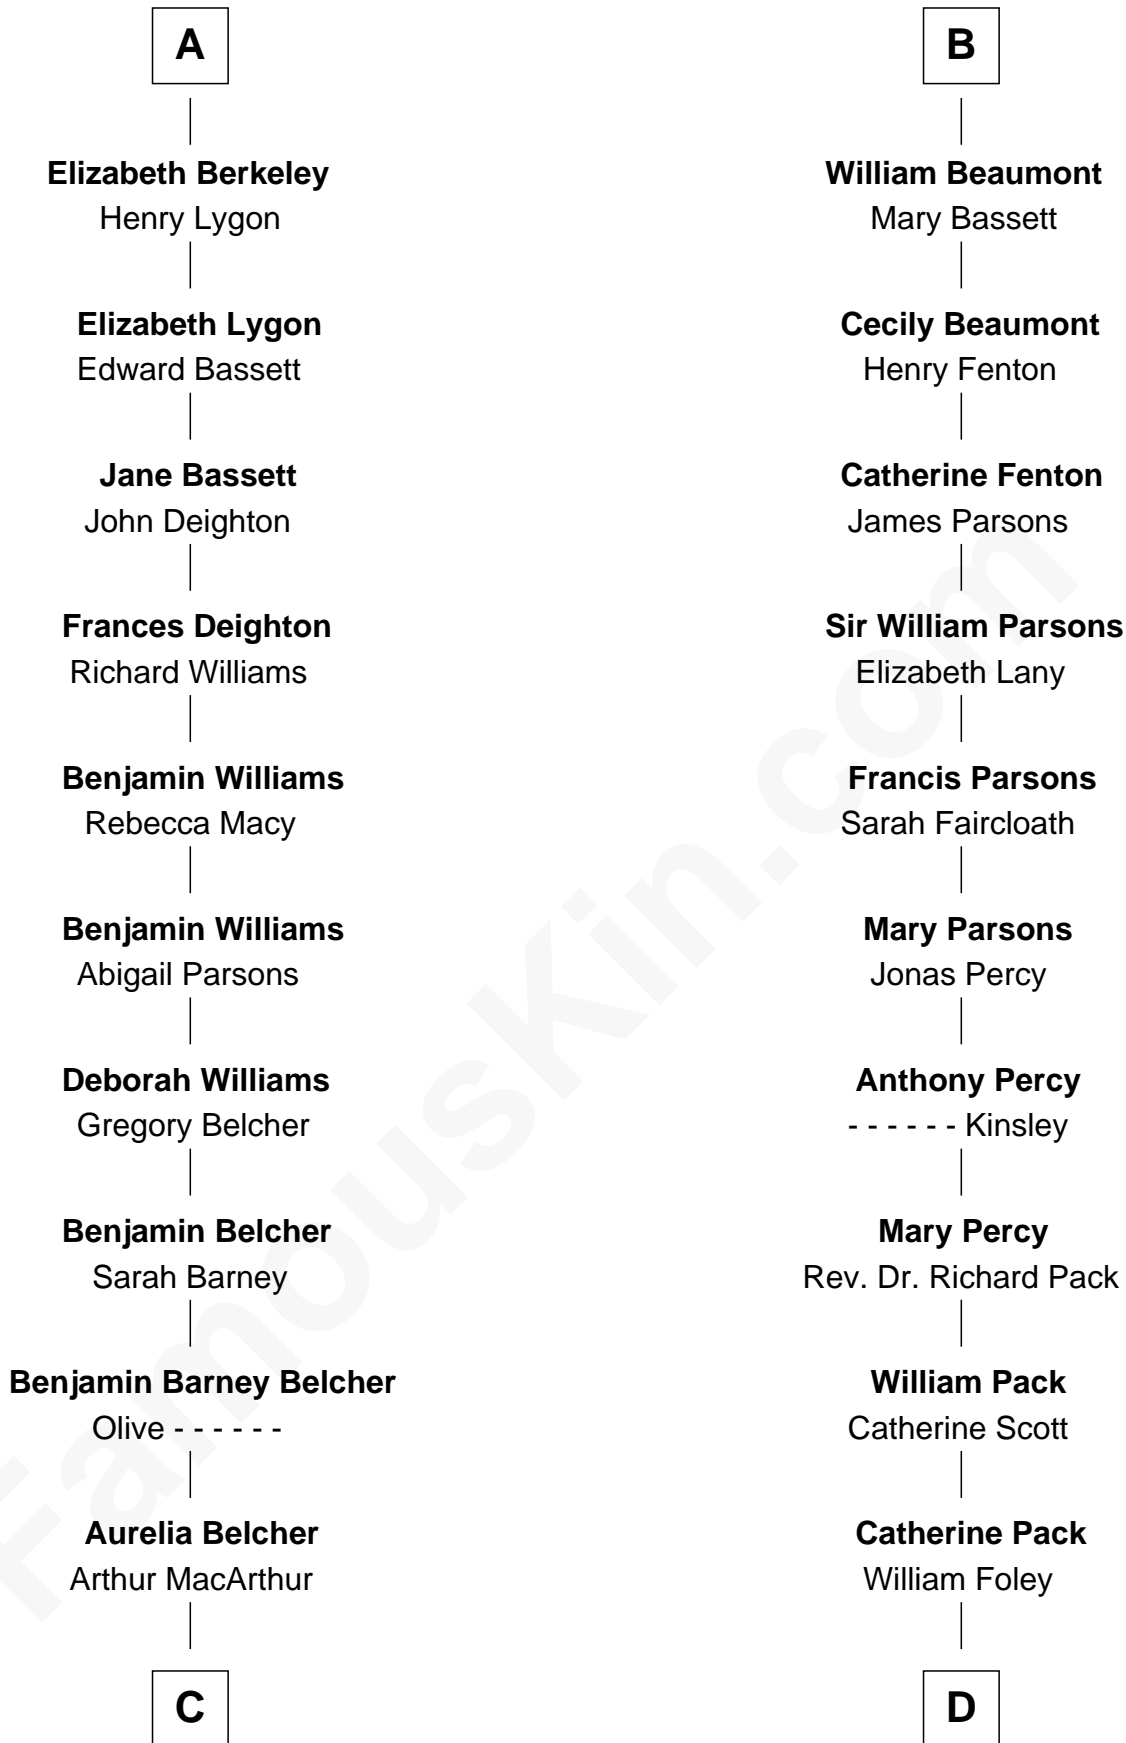 A
Elizabeth Berkeley
Henry Lygon
Elizabeth Lygon
Edward Bassett
Jane Bassett
John Deighton
Frances Deighton
Richard Williams
Benjamin Williams
Rebecca Macy
Benjamin Williams
Abigail Parsons
Deborah Williams
Gregory Belcher
Benjamin Belcher
Sarah Barney
Benjamin Barney Belcher
Olive - - - - - -
Aurelia Belcher
Arthur MacArthur
C
B
William Beaumont
Mary Bassett
Cecily Beaumont
Henry Fenton
Catherine Fenton
James Parsons
Sir William Parsons
Elizabeth Lany
Francis Parsons
Sarah Faircloath
Mary Parsons
Jonas Percy
Anthony Percy
- - - - - - Kinsley
Mary Percy
Rev. Dr. Richard Pack
William Pack
Catherine Scott
Catherine Pack
William Foley
D
FamousKin.com